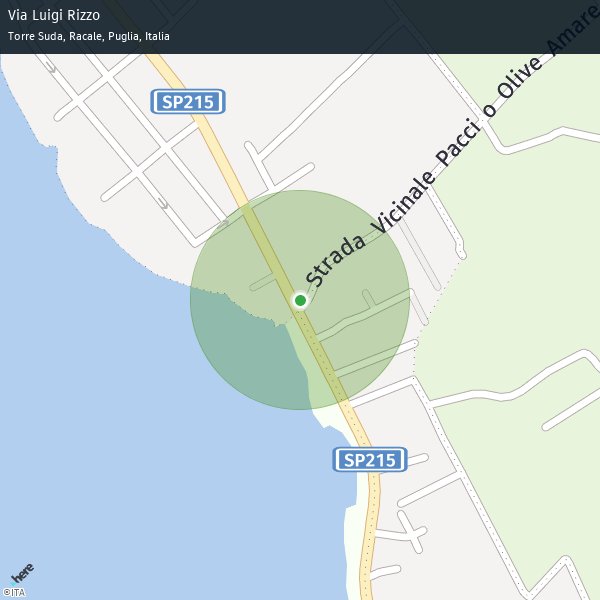 Via Luigi Rizzo
Torre Suda, Racale, Puglia, Italia
SP215
Strada Vicinale Pacci o Olive Amare
SP215
here
©ITA